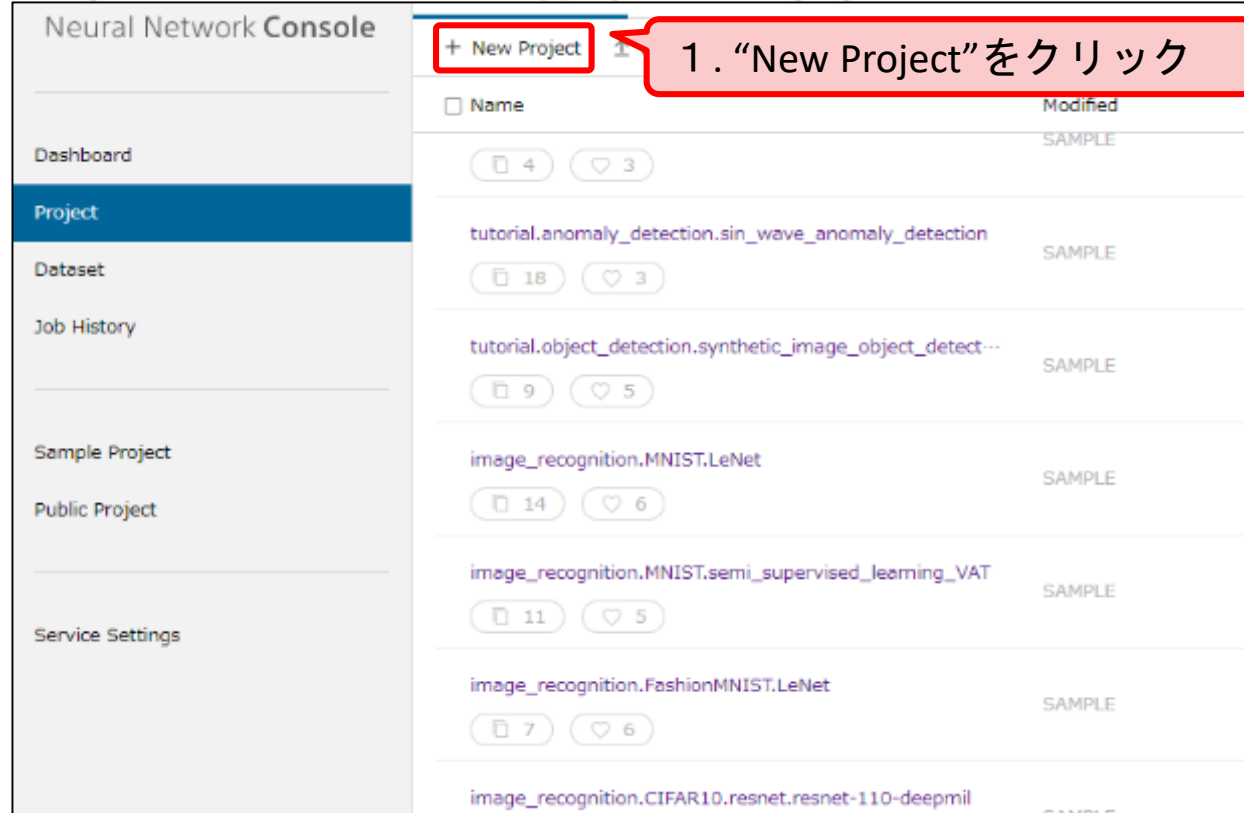 Neural Network Console
+ New Project
１. “New Project”をクリック
Name
Modified
SAMPLE
4
3
Dashboard
Project
Dataset
Job History
Sample Project
Public Project
Service Settings
tutorial.anomaly_detection.sin_wave_anomaly_detection
SAMPLE
18
3
tutorial.object_detection.synthetic_image_object_detect…
SAMPLE
9
5
image_recognition.MNIST.LeNet
SAMPLE
14
6
image_recognition.MNIST.semi_supervised_learning_VAT
SAMPLE
11
5
image_recognition.FashionMNIST.LeNet
SAMPLE
7
6
image_recognition.CIFAR10.resnet.resnet-110-deepmil